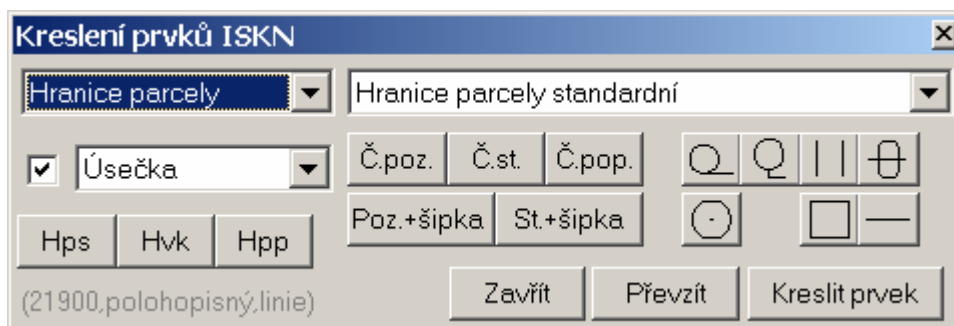 Kreslení prvků ISKN
Hranice parcely Hranice parcely standardní
Úsečka Č.poz. Č.st. Č.pop.
Poz.+šipka St.+šipka
Hps Hvk Hpp
(21900,polohopisný,linie) Zavřít Převzít Kreslit prvek